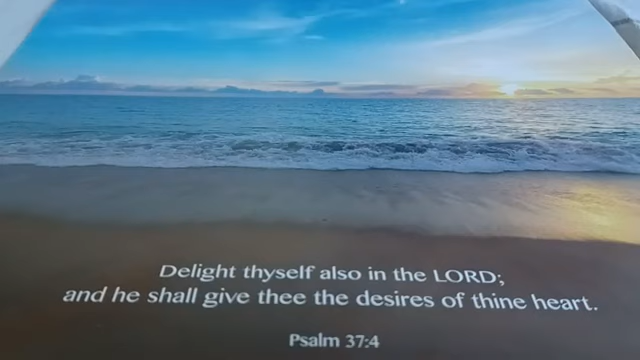 Delight thyself also in the LORD;
and he shall give thee the desires of thine heart.
Psalm 37:4